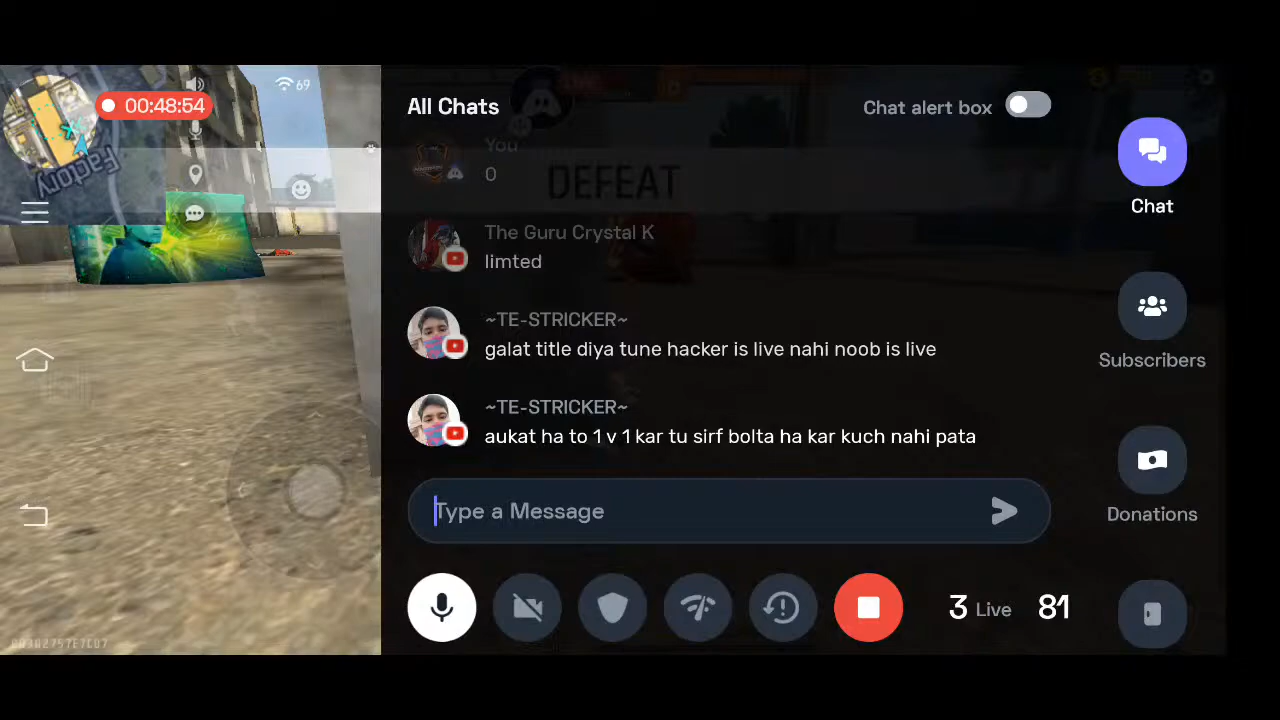 00:48:54
69
Factory
All Chats
Chat alert box
You
0
DEFEAT
The Guru Crystal K
limted
~TE-STRICKER~
galat title diya tune hacker is live nahi noob is live
~TE-STRICKER~
aukat ha to 1 v 1 kar tu sirf bolta ha kar kuch nahi pata
Type a Message
3 Live 81
Chat
Subscribers
Donations